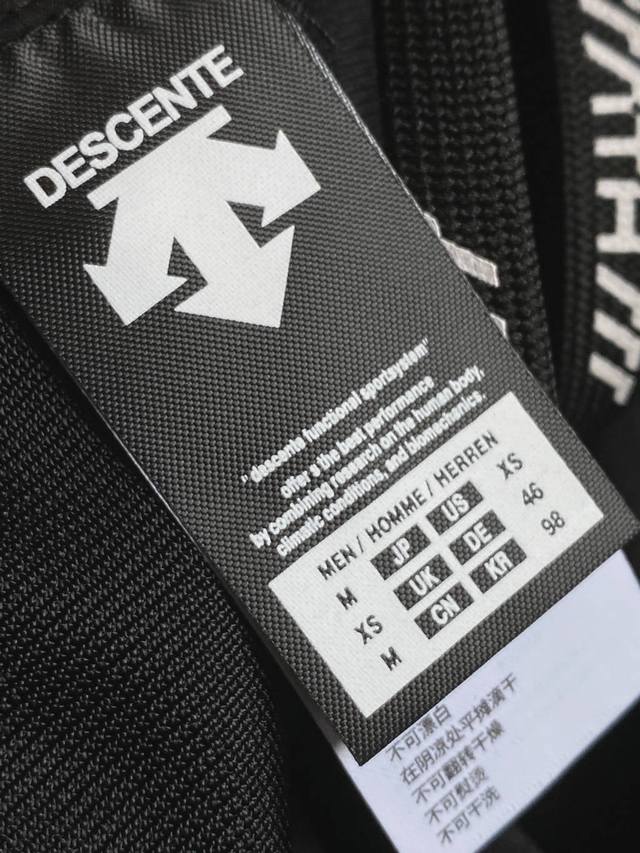 DESCENTE
" descente functional sportsystem"
offer s the best performance
by combining research on the human body,
climatic conditions, and biomechanics.
MEN / HOMME / HERREN
M JP US XS
XS UK DE 46
M CN KR 98
不可漂白
在阴凉处平摊滴干
不可翻转干燥
不可熨烫
不可干洗